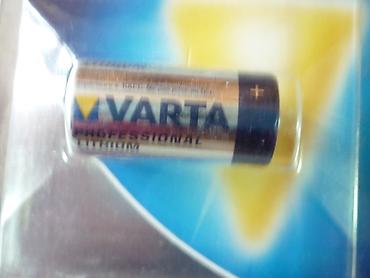 VARTA
+
PROFESSIONAL
LITHIUM